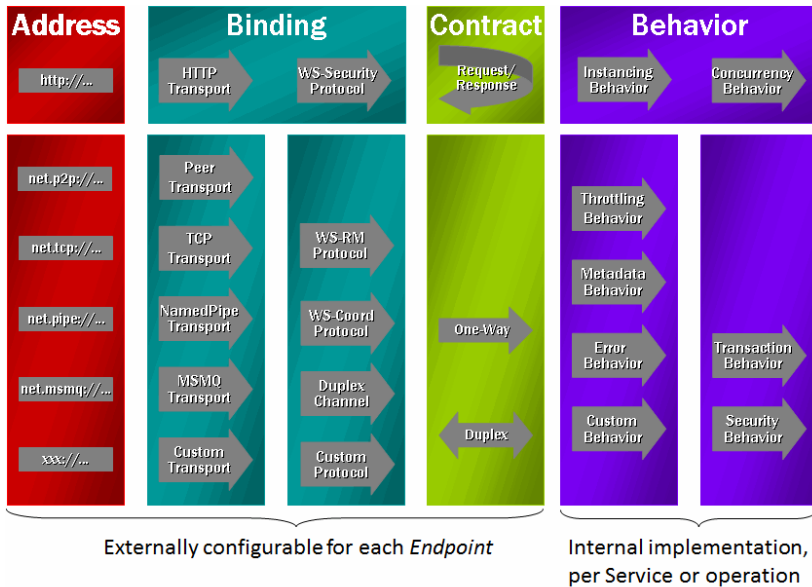 Address
Binding
Contract
Behavior
http://...
HTTP
Transport
WS-Security
Protocol
Request/
Response
Instancing
Behavior
Concurrency
Behavior
net.p2p://...
net.tcp://...
net.pipe://...
net.msmq://...
xxx://...
Peer
Transport
TCP
Transport
NamedPipe
Transport
MSMQ
Transport
Custom
Transport
WS-RM
Protocol
WS-Coord
Protocol
Duplex
Channel
Custom
Protocol
One-Way
Duplex
Throttling
Behavior
Metadata
Behavior
Error
Behavior
Custom
Behavior
Transaction
Behavior
Security
Behavior
Externally configurable for each Endpoint
Internal implementation,
per Service or operation